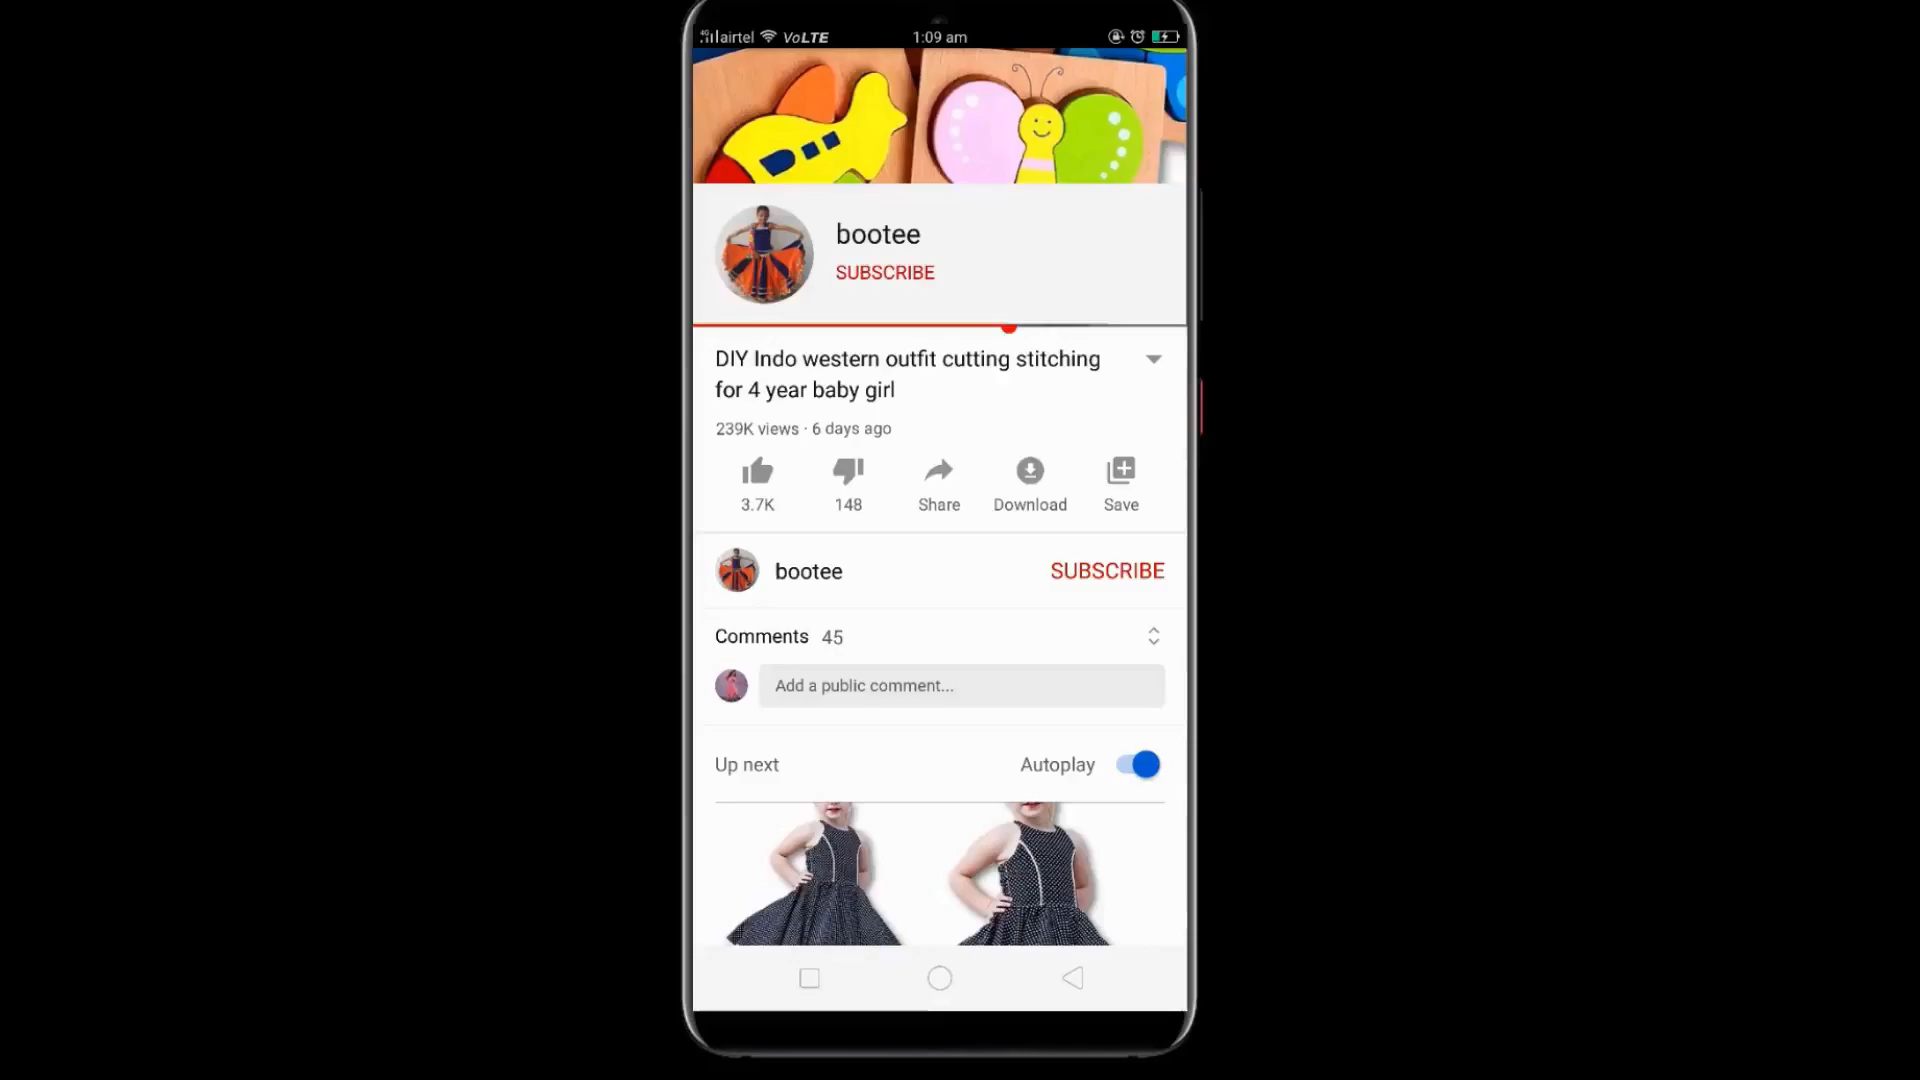 airtel VoLTE 1:09 am
bootee
SUBSCRIBE
DIY Indo western outfit cutting stitching
for 4 year baby girl
239K views · 6 days ago
3.7K 148 Share Download Save
bootee SUBSCRIBE
Comments 45
Add a public comment...
Up next Autoplay